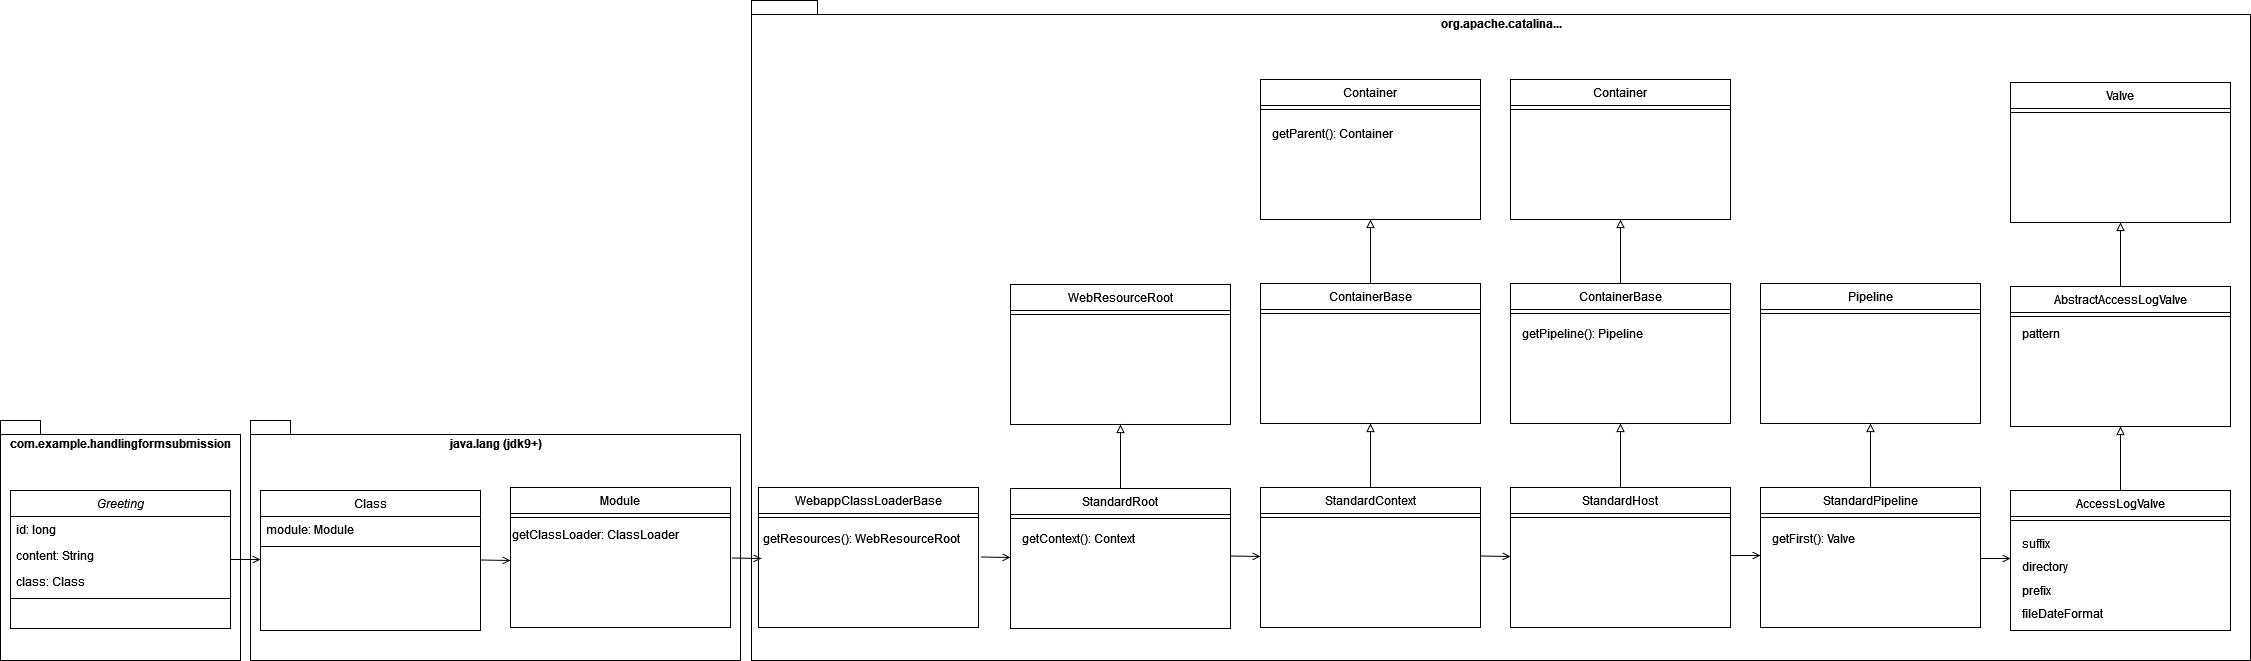 org.apache.catalina...
Container
getParent(): Container
Container
Valve
WebResourceRoot
ContainerBase
ContainerBase
getPipeline(): Pipeline
Pipeline
AbstractAccessLogValve
pattern
com.example.handlingformsubmission
Greeting
id: long
content: String
class: Class
java.lang (jdk9+)
Class
module: Module
Module
getClassLoader: ClassLoader
WebappClassLoaderBase
getResources(): WebResourceRoot
StandardRoot
getContext(): Context
StandardContext
StandardHost
StandardPipeline
getFirst(): Valve
AccessLogValve
suffix
directory
prefix
fileDateFormat